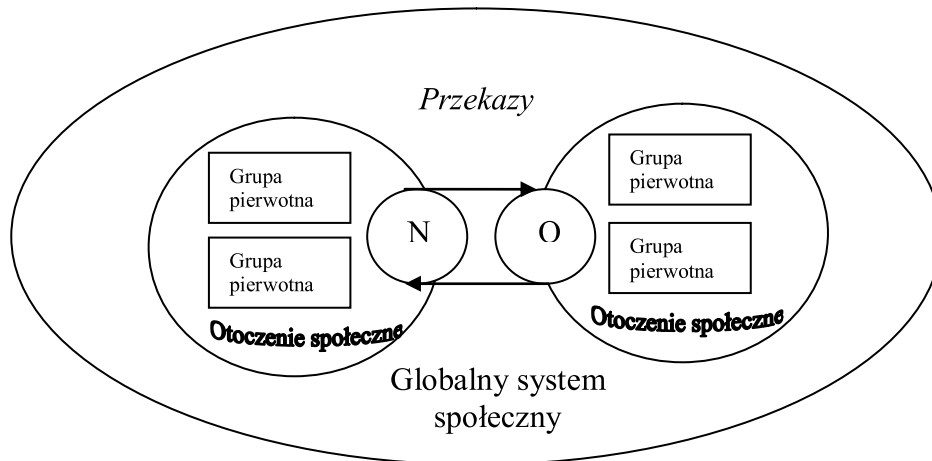 Przekazy
Grupa
pierwotna
Grupa
pierwotna
Otoczenie społeczne
N
O
Grupa
pierwotna
Grupa
pierwotna
Otoczenie społeczne
Globalny system
społeczny